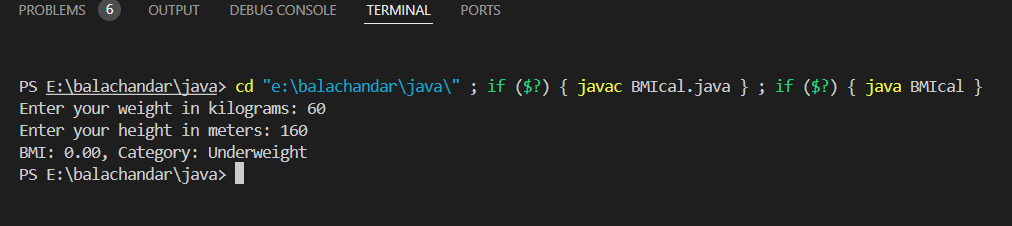 PROBLEMS 6 OUTPUT DEBUG CONSOLE TERMINAL PORTS
PS E:\balachandar\java> cd "e:\balachandar\java\" ; if ($?) { javac BMIcal.java } ; if ($?) { java BMIcal }
Enter your weight in kilograms: 60
Enter your height in meters: 160
BMI: 0.00, Category: Underweight
PS E:\balachandar\java>